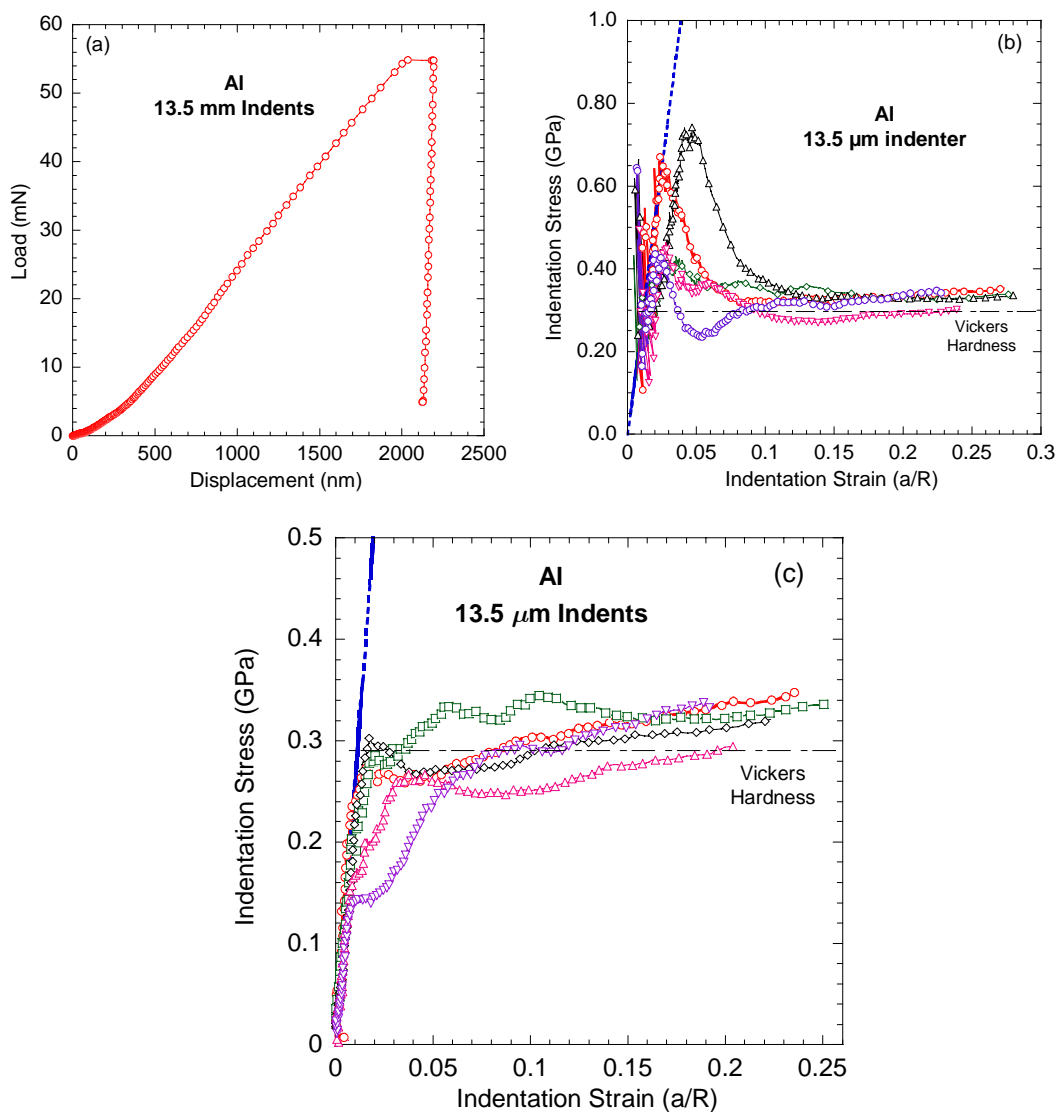 (a)
Al
13.5 mm Indents
Load (mN)
60
50
40
30
20
10
0
0 500 1000 1500 2000 2500
Displacement (nm)
(b)
Al
13.5 µm indenter
Indentation Stress (GPa)
1.0
0.80
0.60
0.40
0.20
0.0
Vickers
Hardness
0 0.05 0.1 0.15 0.2 0.25 0.3
Indentation Strain (a/R)
(c)
Al
13.5 µm Indents
Indentation Stress (GPa)
0.5
0.4
0.3
0.2
0.1
0
Vickers
Hardness
0 0.05 0.1 0.15 0.2 0.25
Indentation Strain (a/R)